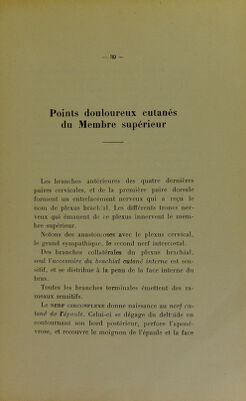 — 80 —
Points douloureux cutanés
du Membre supérieur
Les branches antérieures des quatre dernières
paires cervicales, et de la première paire dorsale
forment un entrelacement nerveux qui a reçu le
nom de plexus brachial. Les différents troncs ner-
veux qui émanent de ce plexus innervent le mem-
bre supérieur.
Notons des anastomoses avec le plexus cervical,
le grand sympathique, le second nerf intercostal.
Des branches collatérales du plexus brachial,
seul l'accessoire du brachial cutané interne est sen-
sitif, et se distribue à la peau de la face interne du
bras.
Toutes les branches terminales émettent des ra-
meaux sensitifs.
Le NERF CIRCONFLEXE donne naissance au nerf cu-
tané de l'épaule. Celui-ci se dégage du deltoïde en
contournant son bord postérieur, perfore l'aponé-
vrose, et recouvre le moignon de l'épaule et la face